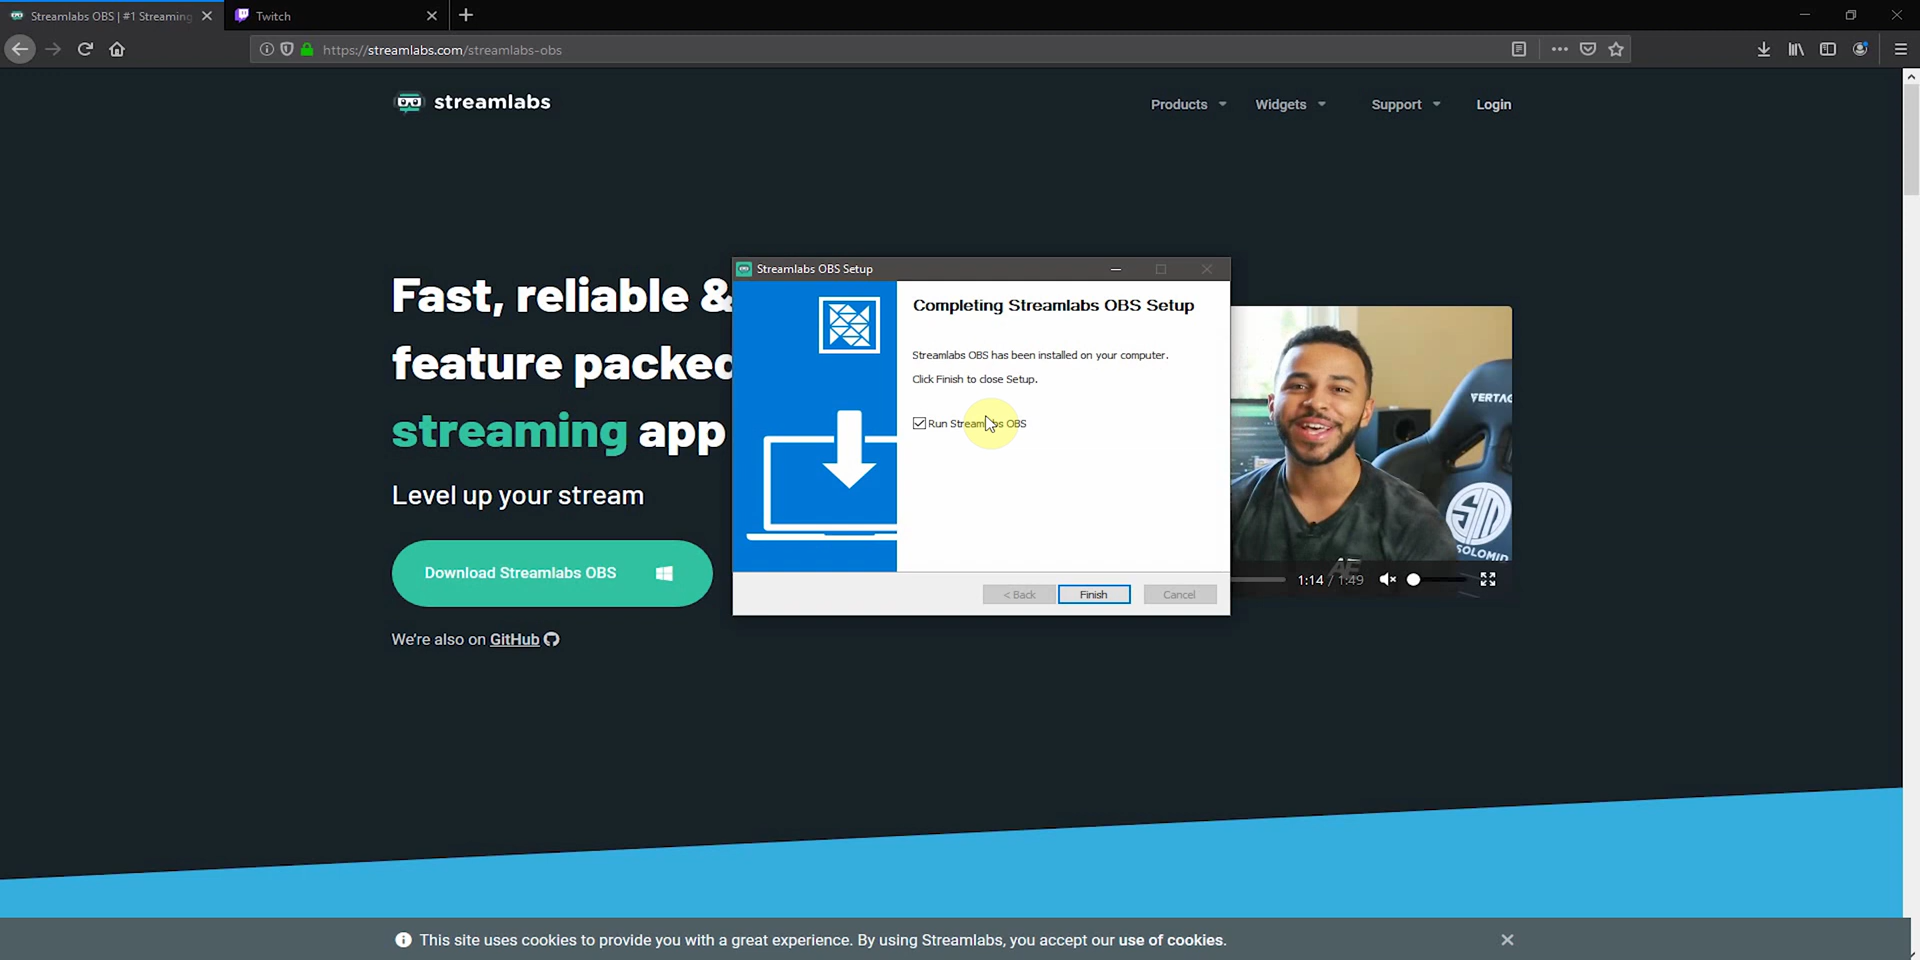 Streamlabs OBS | #1 Streaming
Twitch
https://streamlabs.com/streamlabs-obs
streamlabs
Products
Widgets
Support
Login
Fast, reliable &
feature packed
streaming app
Level up your stream
Download Streamlabs OBS
We're also on GitHub
Streamlabs OBS Setup
Completing Streamlabs OBS Setup
Streamlabs OBS has been installed on your computer.
Click Finish to close Setup.
Run Streamlabs OBS
< Back
Finish
Cancel
VERTAG
SOLOMID
1:14 / 1:49
This site uses cookies to provide you with a great experience. By using Streamlabs, you accept our use of cookies.